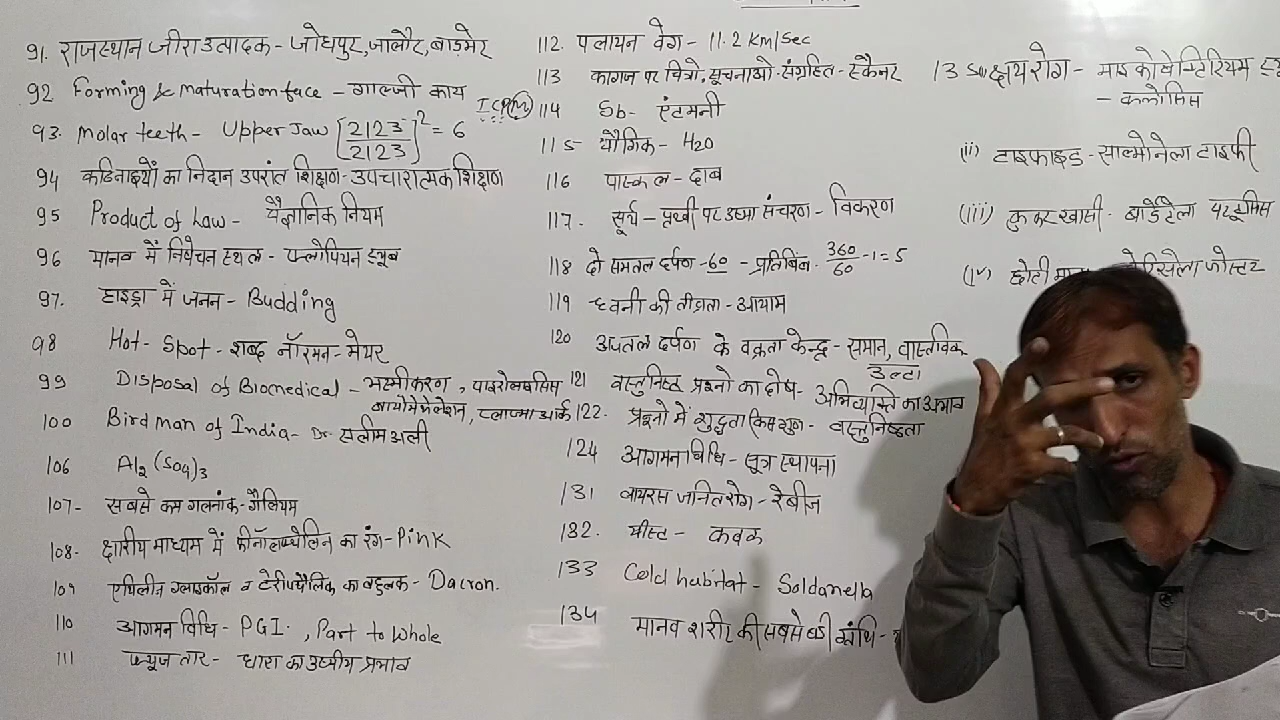 91. राजस्थान जीरा उत्पादक - जोधपुर, जालौर, बाड़मेर
92 Forming & maturation face - गाल्जी काय
93. Molar teeth - Upper Jaw [2123/2123]² = 6 I C P M
94 कठिनाइयों का निदान उपरांत शिक्षण - उपचारात्मक शिक्षण
95 Product of Law - वैज्ञानिक नियम
96 मानव में निषेचन स्थल - फ्लोपियन ट्यूब
97. हाइड्रा में जनन - Budding
98 Hot - Spot - शब्द नॉरमन - मेयर
99 Disposal of Biomedical - भस्मीकरण, पाइरोलबसिस
प्लाज्मा आर्क
100 Bird man of India - Dr. सलीम अली
106 Al₂(SO₄)₃
107 - सबसे कम गलनांक - गैलियम
108 - क्षारीय माध्यम में फीनॉलफ्थेलिन का रंग - Pink
109 एथिलीन ग्लाइकॉल व टेरीफ्थैलिक का बहुलक - Dacron.
110 आगमन विधि - PGI. , Part to Whole
111 फ्यूज तार - धारा का उष्मीय प्रभाव
112. पलायन वेग - 11.2 Km/Sec
113 कागज पर चित्रो, सूचनाओ - संग्रहित - स्कैनर
114 Sb - एंटमनी
115 - यौगिक - H₂O
116 पास्कल - दाब
117. सूर्य - पृथ्वी पर उष्मा संचरण - विकरण
118 दो समतल दर्पण - 60 - प्रतिबिंब. 360/60 - 1 = 5
119 ध्वनी की तीव्रता - आयाम
120 अवतल दर्पण के वक्रता केन्द्र - समान, वास्तविक
उल्टा
121 वस्तुनिष्ठ प्रश्नो का दोष - अभिव्यक्ति का अभाव
122. प्रश्नो में शुद्धता किस गुण - वस्तुनिष्ठता
124 आगमन विधि - सूत्र स्थापना
131 वायरस जनित रोग - रेबीज
132. यीस्ट - कवक
133 Cold habitat - Soldanella
134 मानव शरीर की सबसे बडी ग्रंथि -
13 क्षय रोग - माइकोबेक्टिरियम
(ii) टाइफाइड - साल्मोनेला टाइफी
(iii) कुकर खासी - बार्डेटेला परट्यूसिस
(iv) छोटी जोस्टर